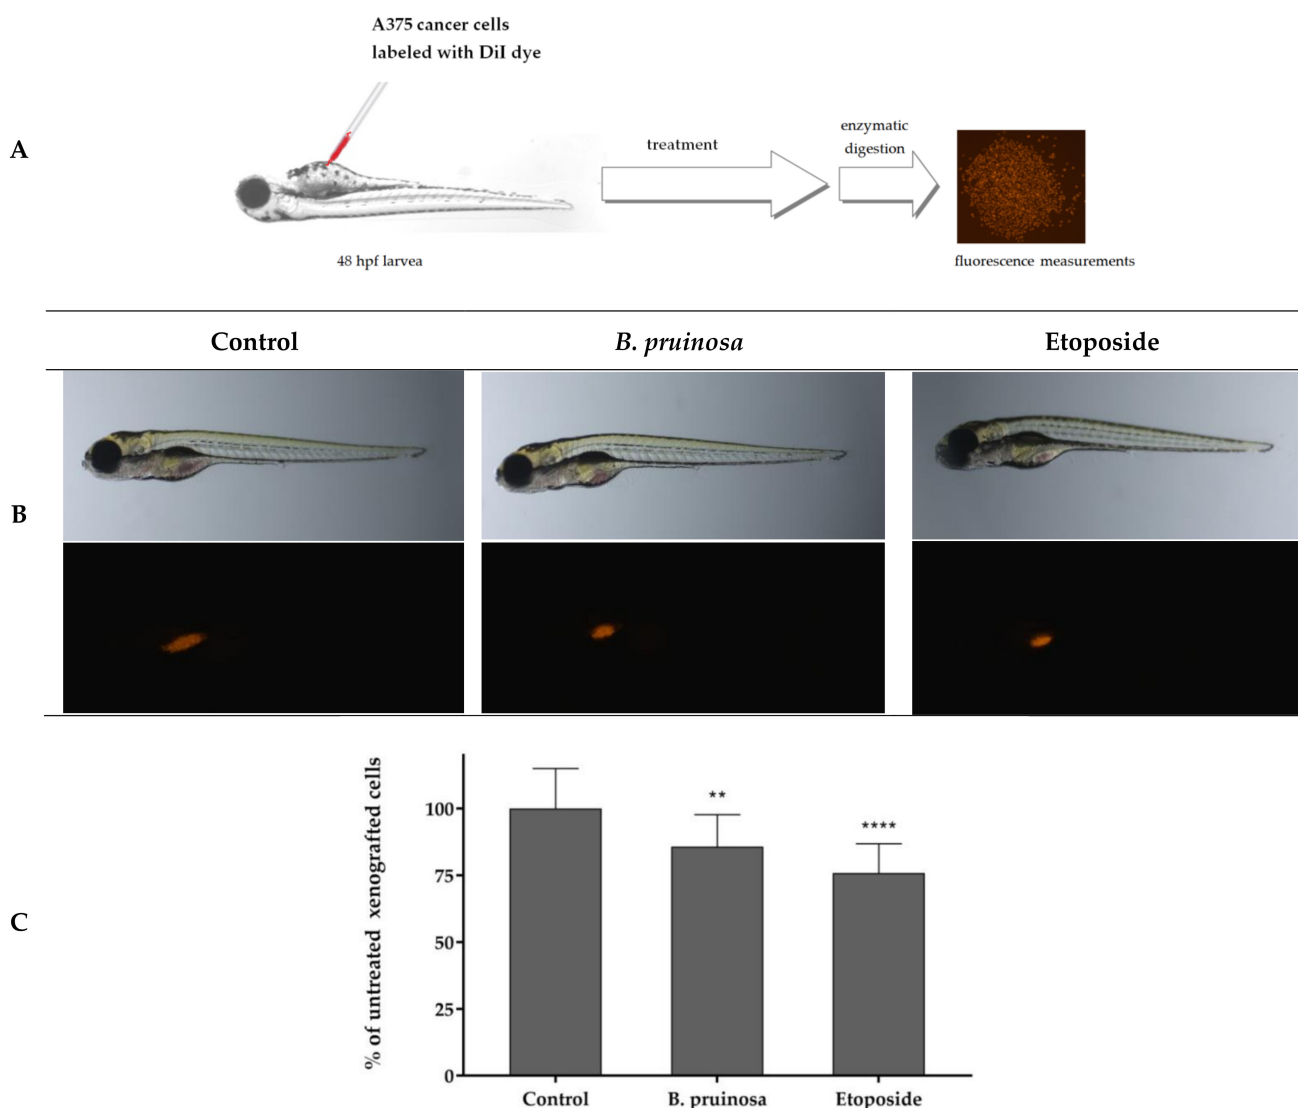 A375 cancer cells
labeled with DiI dye
A
treatment
enzymatic
digestion
48 hpf larvea
fluorescence measurements
Control
B. pruinosa
Etoposide
B
C
% of untreated xenografted cells
100
75
50
25
0
**
****
Control
B. pruinosa
Etoposide